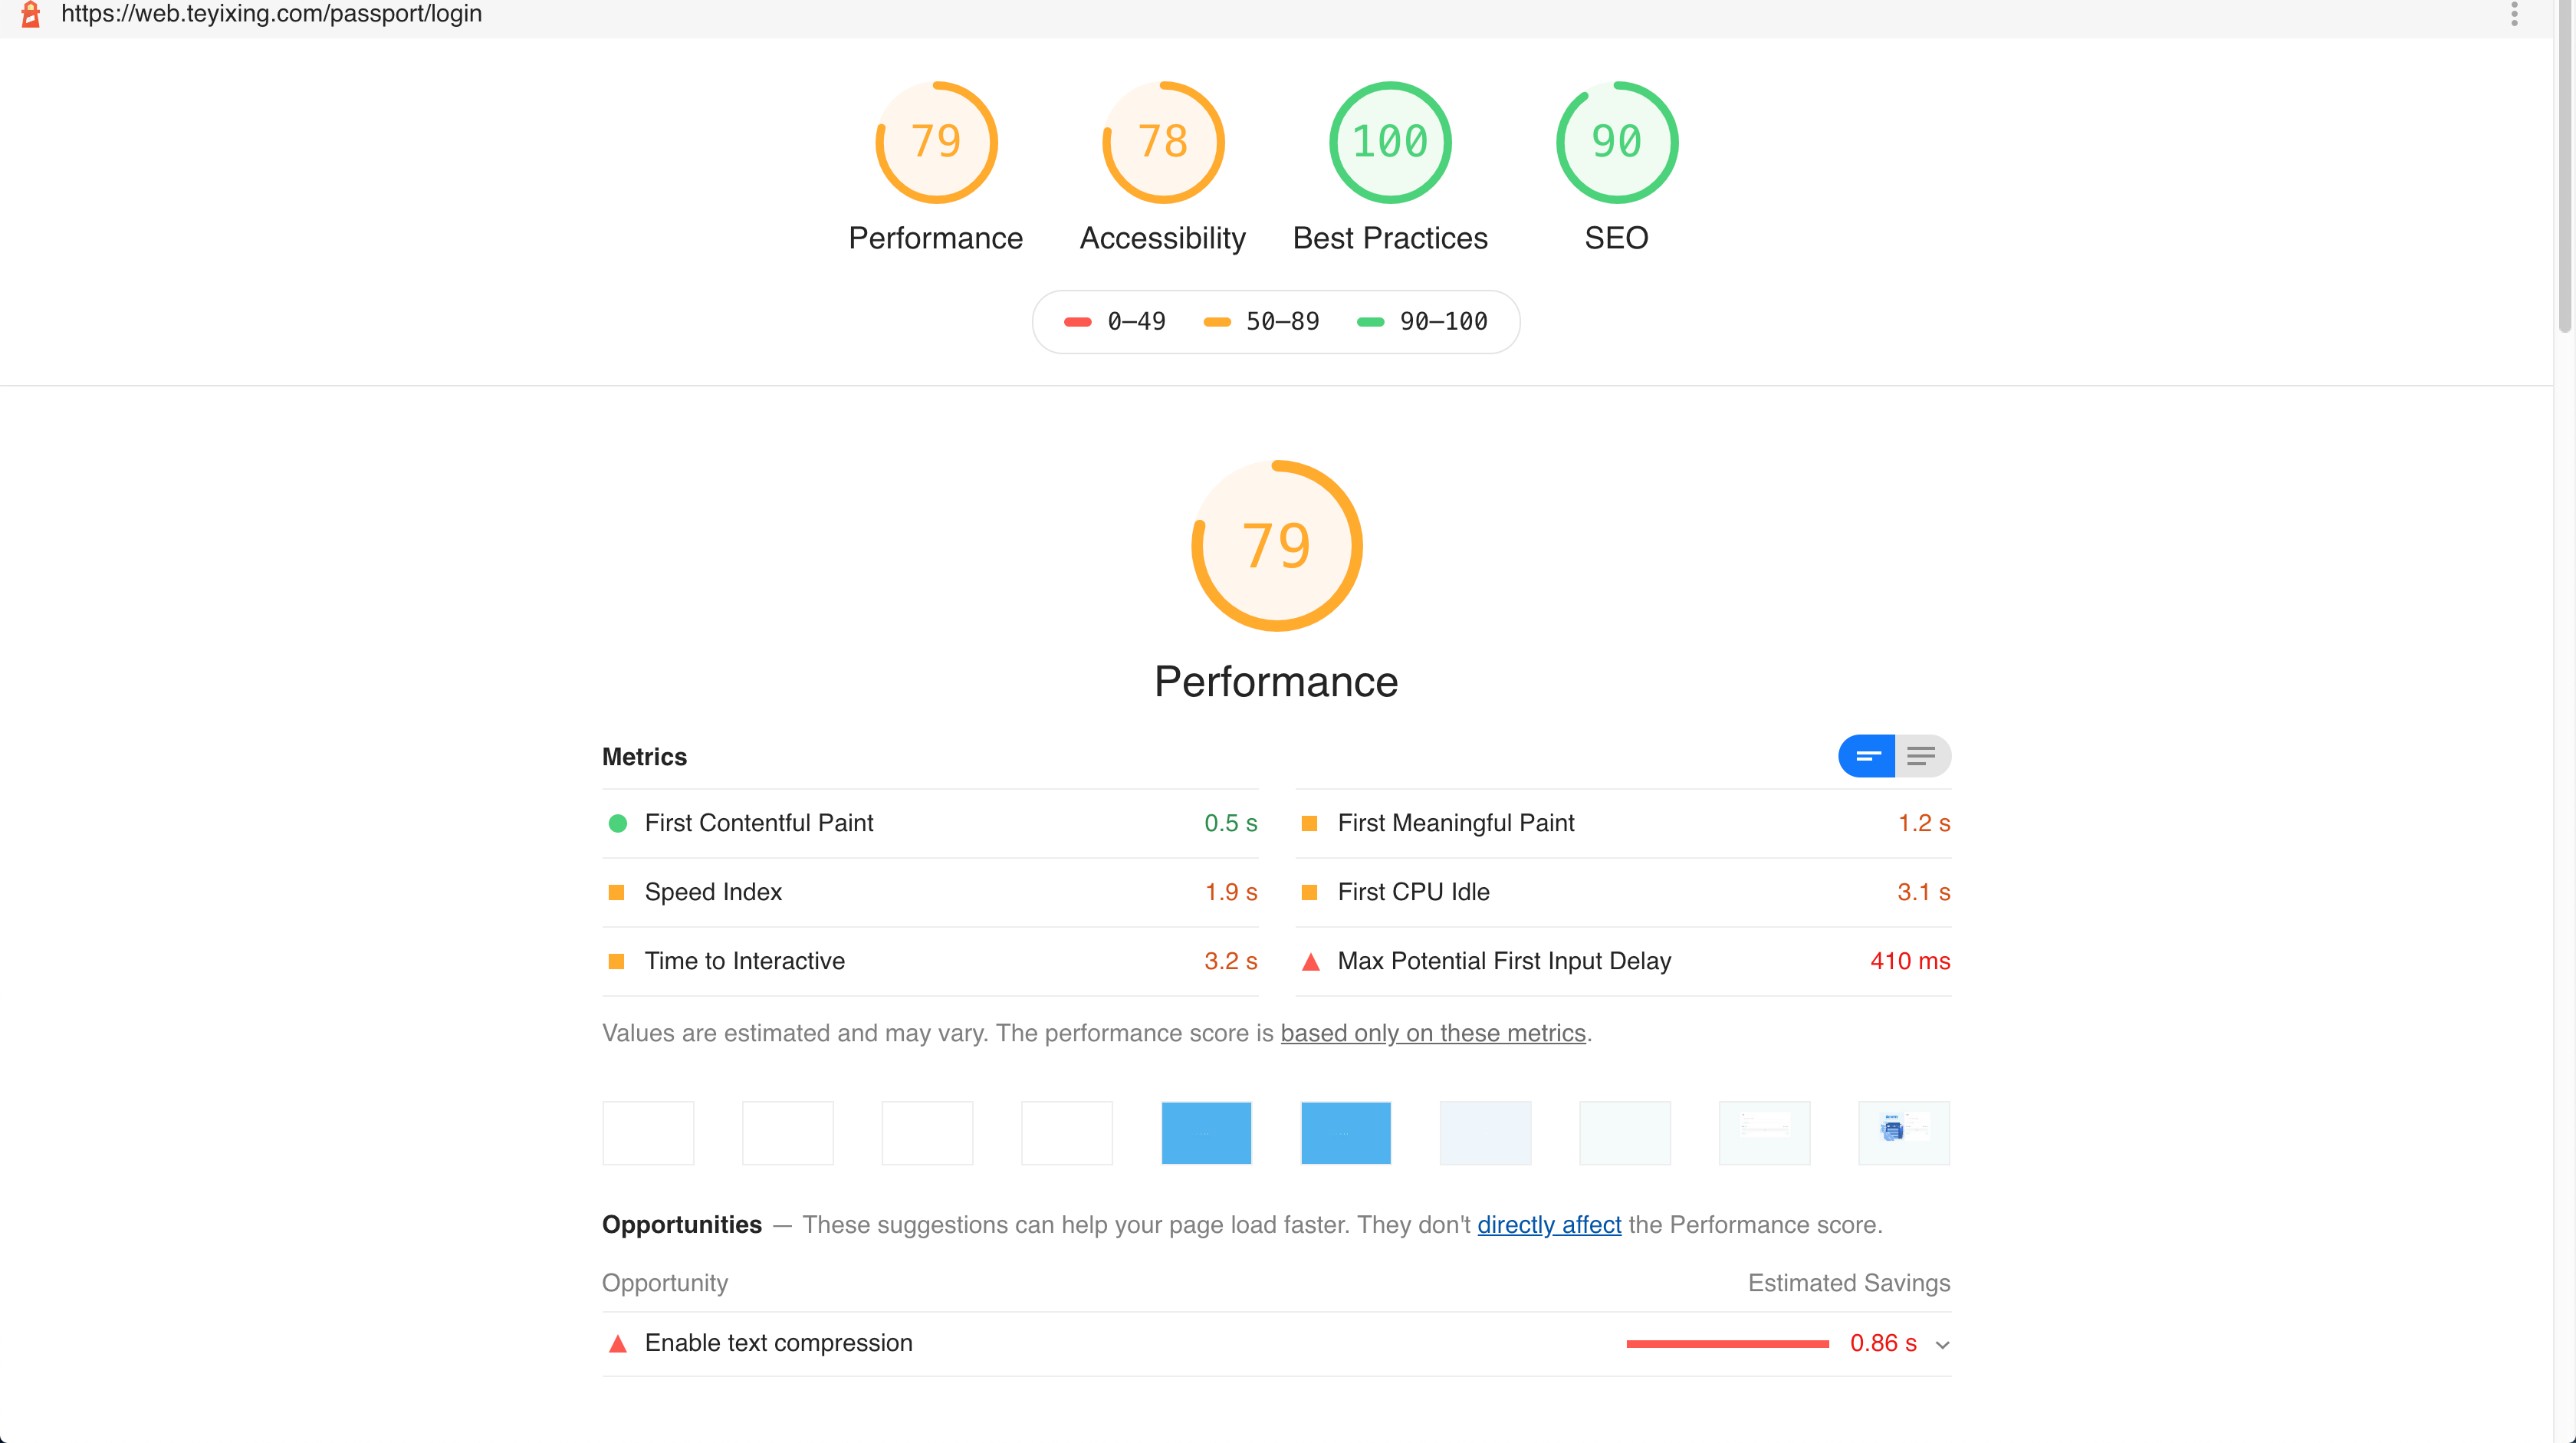 https://web.teyixing.com/passport/login
79
78
100
90
Performance
Accessibility
Best Practices
SEO
0–49
50–89
90–100
79
Performance
Metrics
First Contentful Paint 0.5 s
First Meaningful Paint 1.2 s
Speed Index 1.9 s
First CPU Idle 3.1 s
Time to Interactive 3.2 s
Max Potential First Input Delay 410 ms
Values are estimated and may vary. The performance score is based only on these metrics.
Opportunities — These suggestions can help your page load faster. They don't directly affect the Performance score.
Opportunity Estimated Savings
Enable text compression 0.86 s